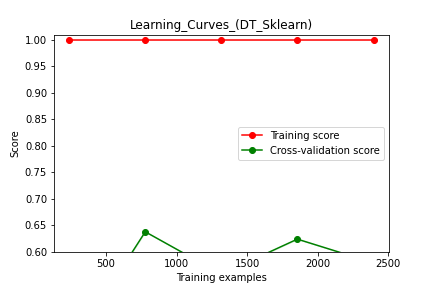 Learning_Curves_(DT_Sklearn)
1.00
0.95
0.90
0.85
0.80
0.75
0.70
0.65
0.60
Score
Training score
Cross-validation score
500 1000 1500 2000 2500
Training examples